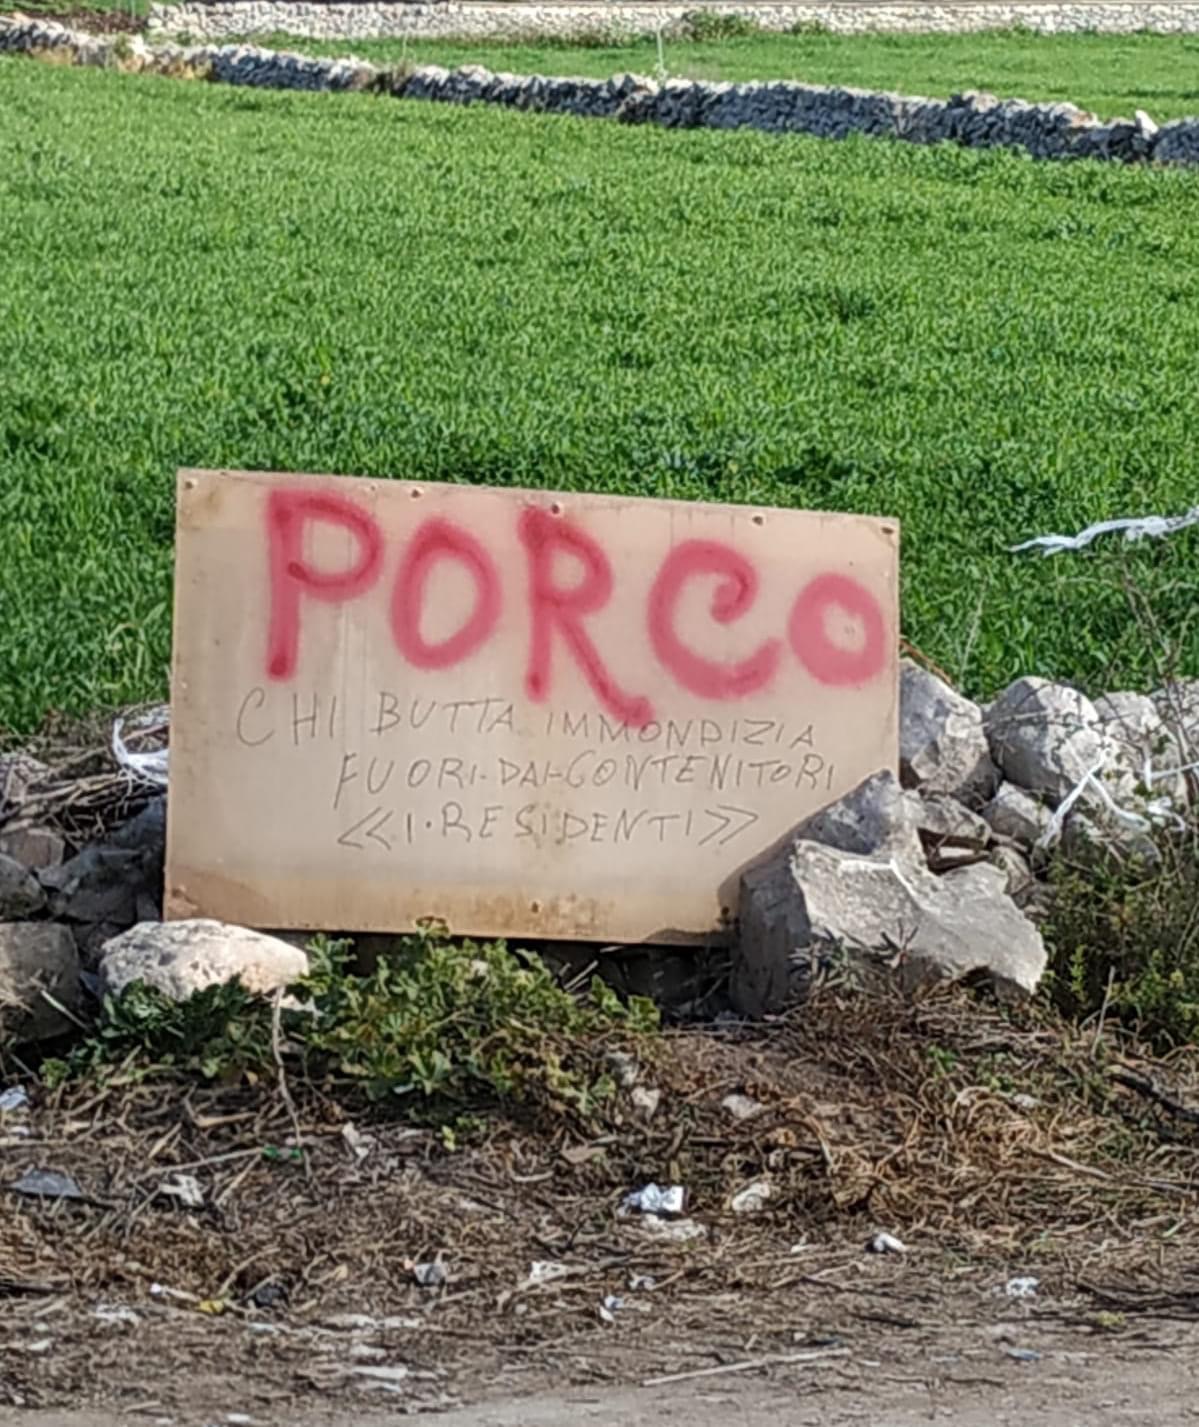 PORCO
CHI BUTTA IMMONDIZIA
FUORI-DAI-CONTENITORI
<<I·RESIDENTI>>